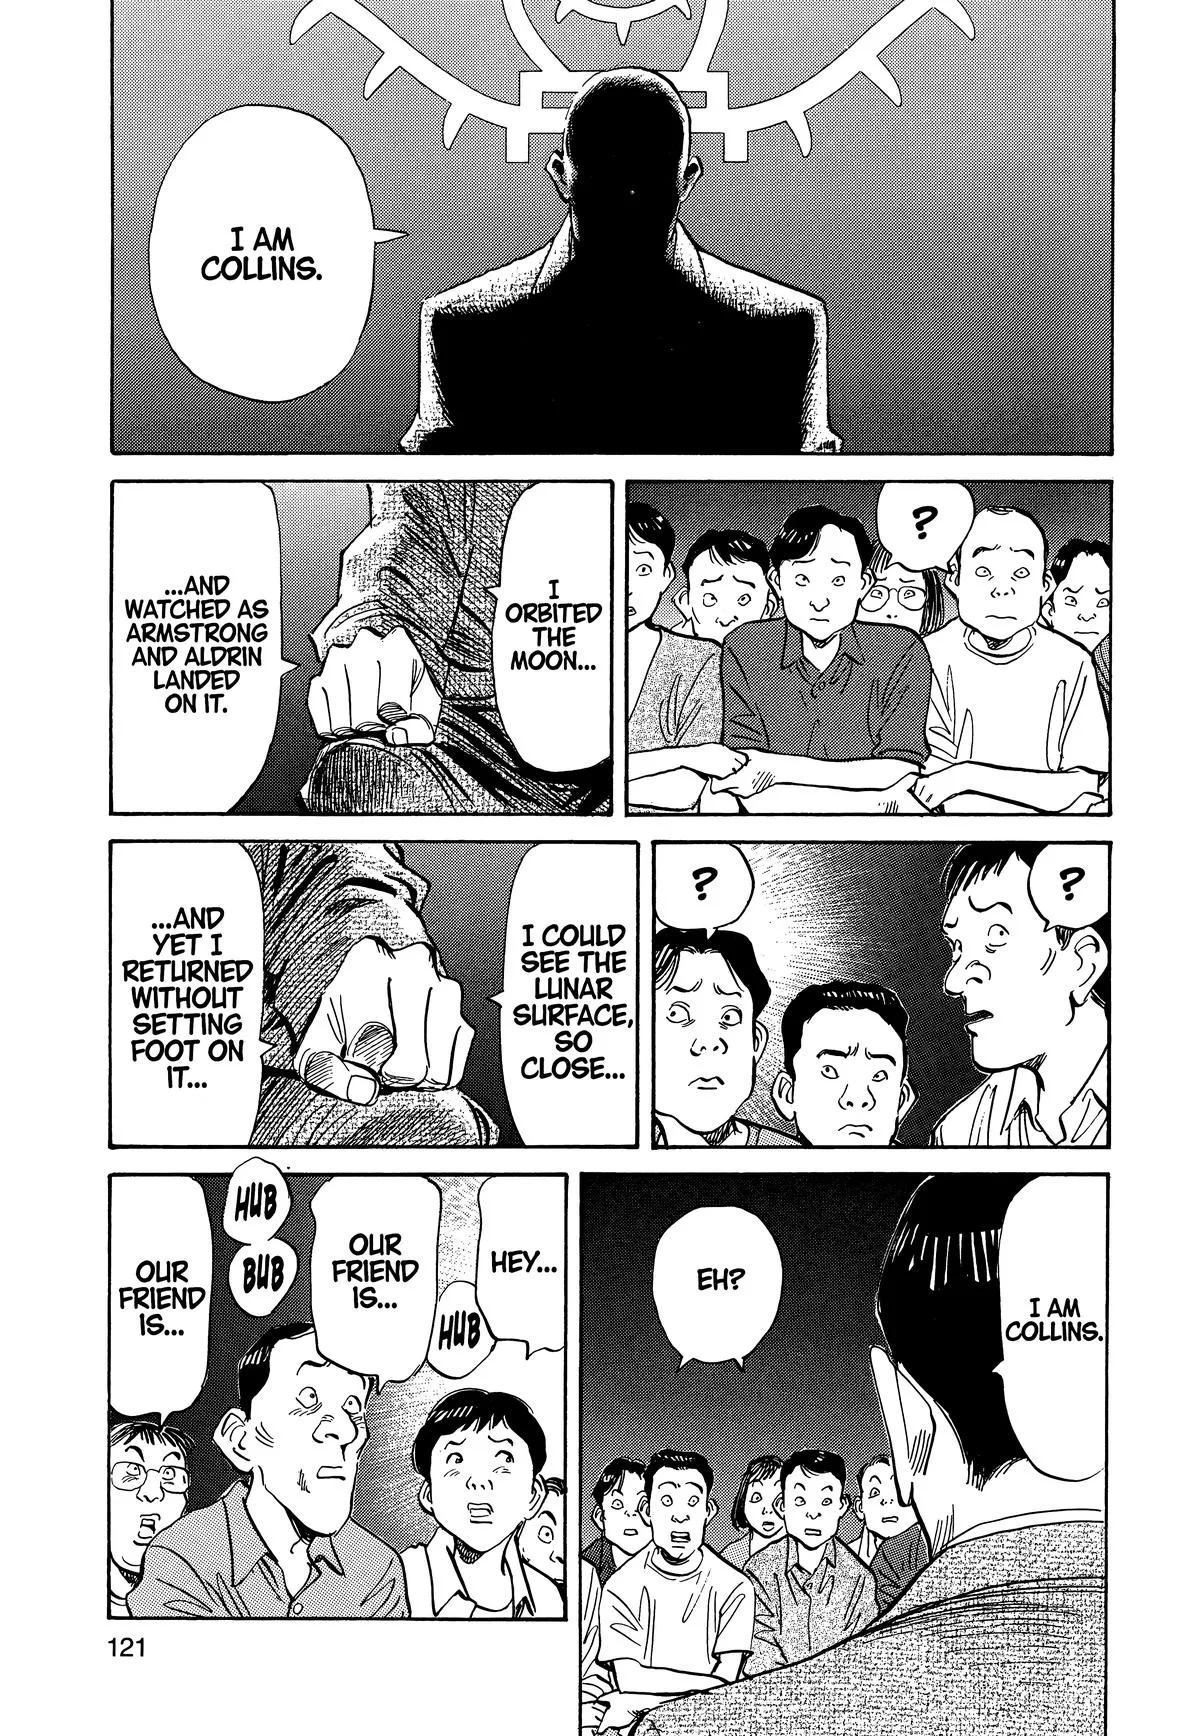 I AM
COLLINS.
?
I
ORBITED
THE
MOON...
...AND
WATCHED AS
ARMSTRONG
AND ALDRIN
LANDED
ON IT.
?
?
I COULD
SEE THE
LUNAR
SURFACE,
SO
CLOSE...
...AND
YET I
RETURNED
WITHOUT
SETTING
FOOT ON
IT...
I AM
COLLINS.
EH?
HEY...
HUB
OUR
FRIEND
IS...
HUB
BUB
OUR
FRIEND
IS...
121